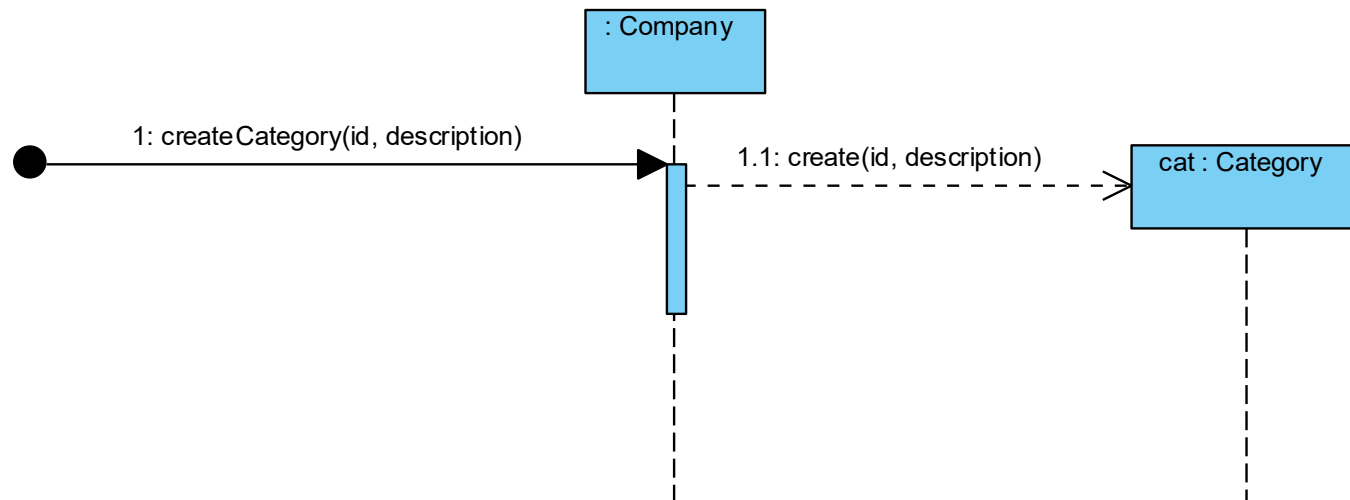 : Company
1: createCategory(id, description)
1.1: create(id, description)
cat : Category